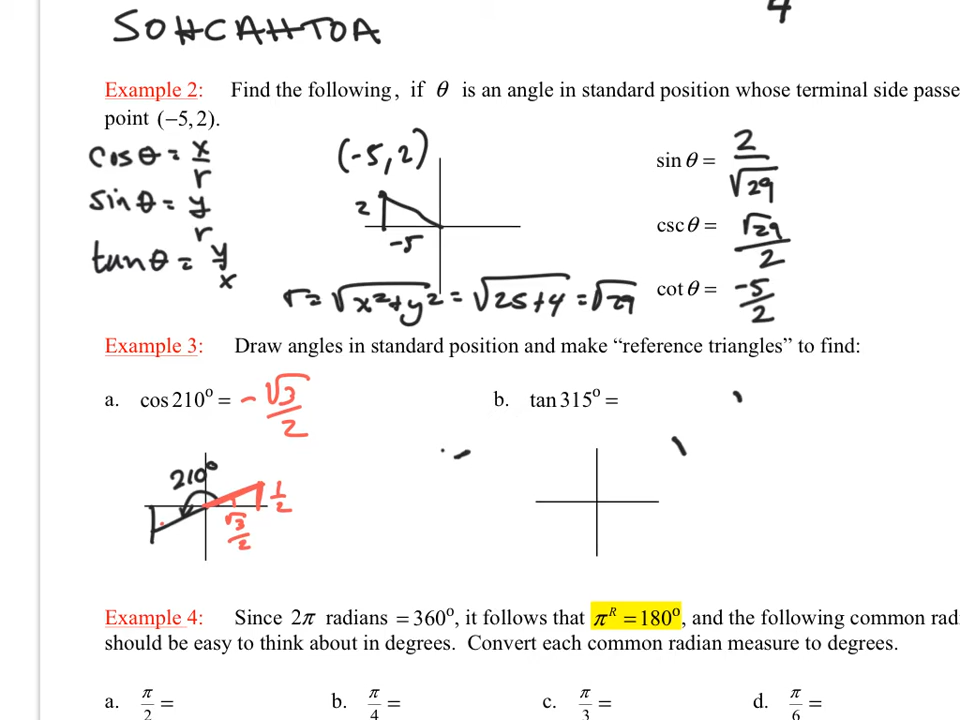 SOHCAHTOA
4
Example 2: Find the following, if θ is an angle in standard position whose terminal side passe
point (−5, 2).
cosθ = x/r
sinθ = y/r
tanθ = y/x
(-5, 2)
2
-5
r = √x²+y² = √25+4 = √29
sin θ = 2/√29
csc θ = √29/2
cot θ = -5/2
Example 3: Draw angles in standard position and make “reference triangles” to find:
a. cos 210° = -√3/2
b. tan 315° =
210°
1/2
√3/2
Example 4: Since 2π radians = 360°, it follows that π^R = 180°, and the following common rad
should be easy to think about in degrees. Convert each common radian measure to degrees.
a. π/2 =
b. π/4 =
c. π/3 =
d. π/6 =